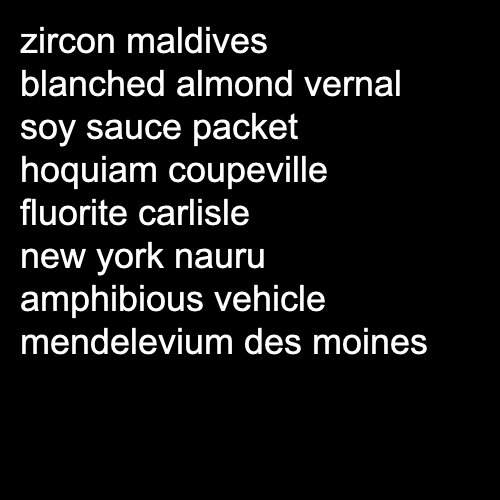 zircon maldives
blanched almond vernal
soy sauce packet
hoquiam coupeville
fluorite carlisle
new york nauru
amphibious vehicle
mendelevium des moines